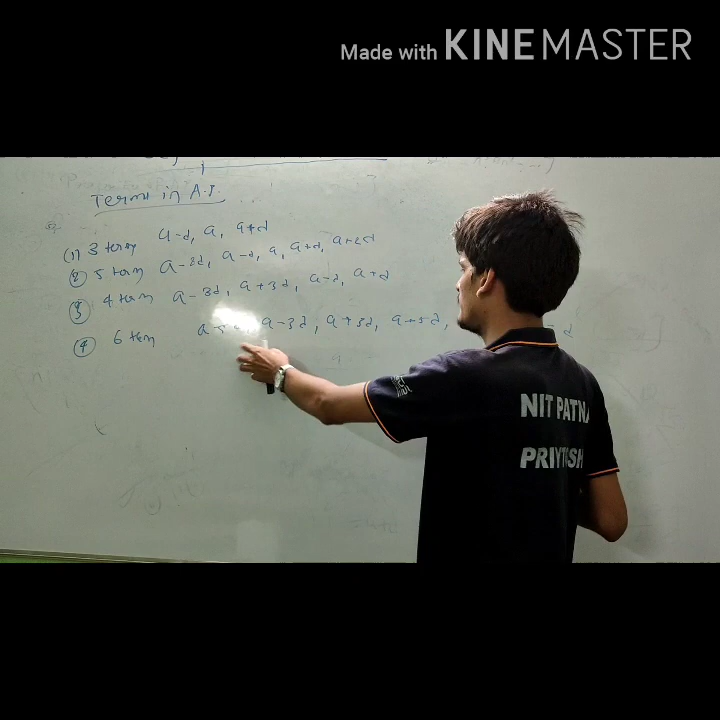 Made with KINEMASTER
Terms in A.P.
(1) 3 term a-d, a, a+d
(2) 5 term a-2d, a-d, a, a+d, a+2d
(3) 4 term a-3d, a+3d, a-d, a+d
(4) 6 term a-3d, a+3d, a+5d,
NIT PATNA